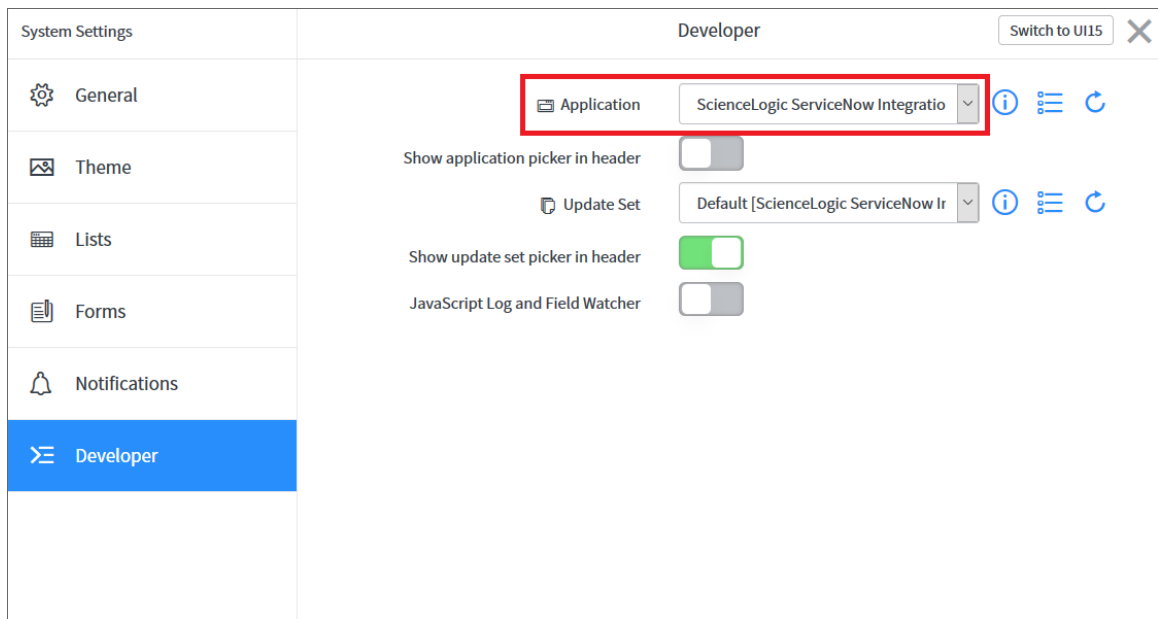 System Settings
Developer
Switch to UI15
General
Theme
Lists
Forms
Notifications
Developer
Application
ScienceLogic ServiceNow Integratio
Show application picker in header
Update Set
Default [ScienceLogic ServiceNow Ir
Show update set picker in header
JavaScript Log and Field Watcher